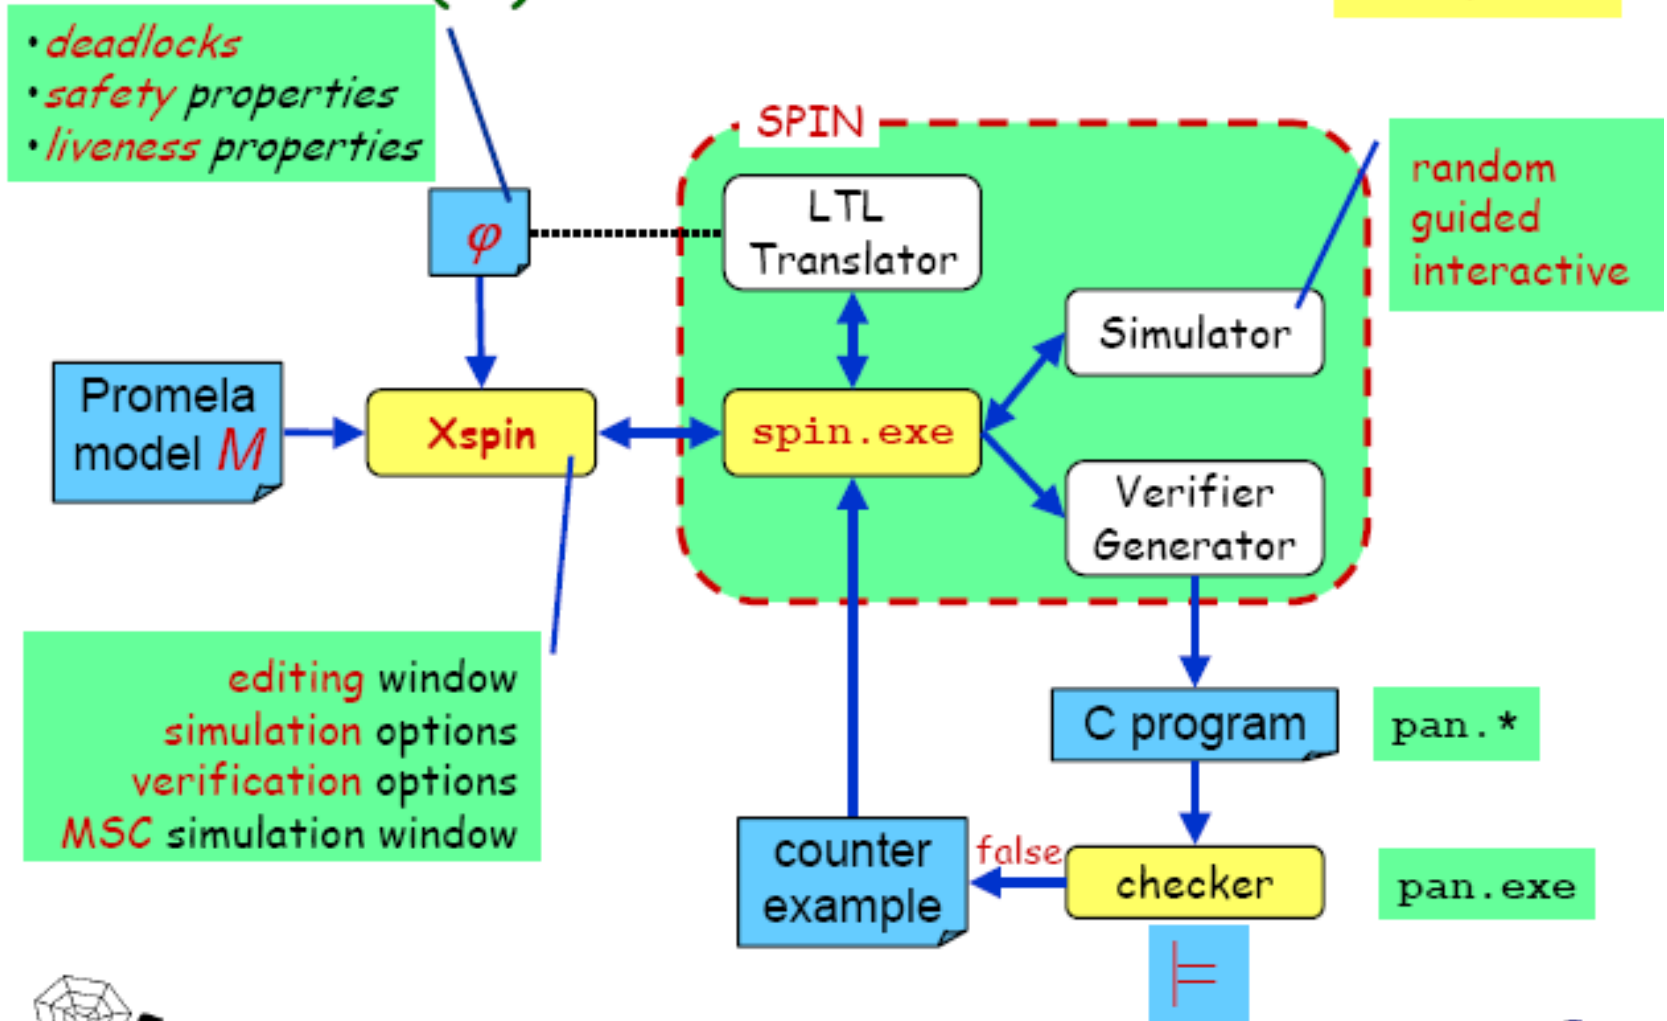 •deadlocks
•safety properties
•liveness properties
SPIN
random
guided
interactive
LTL
Translator
φ
Simulator
Promela
model M
Xspin
spin.exe
Verifier
Generator
editing window
simulation options
verification options
MSC simulation window
C program
pan.*
counter
example
false
checker
pan.exe
⊨